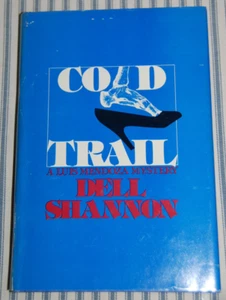 COLD
TRAIL
A LUIS MENDOZA MYSTERY
DELL
SHANNON